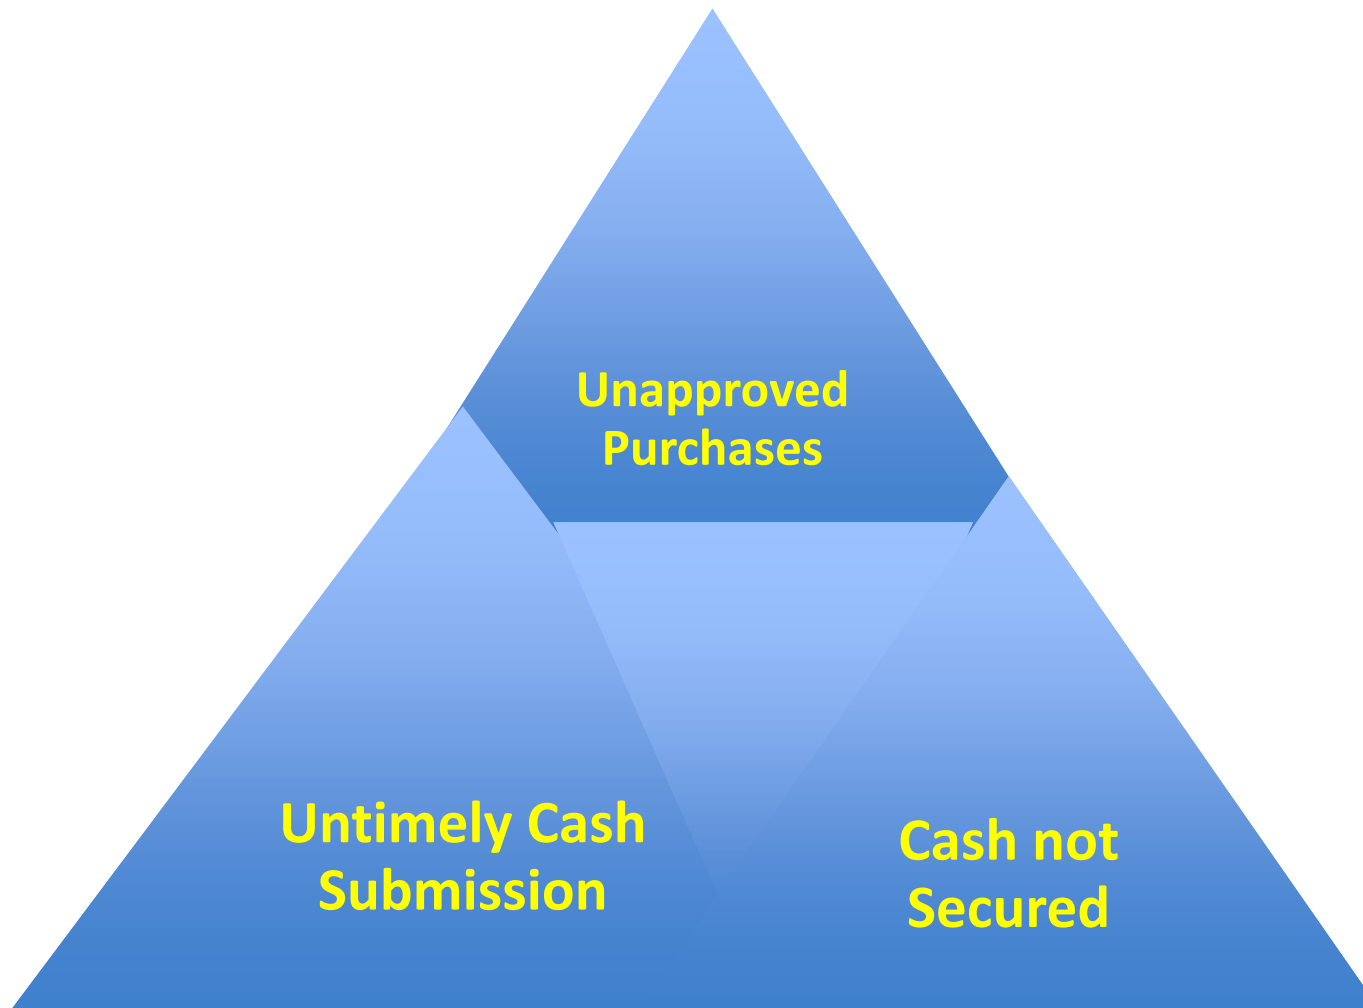 Unapproved
Purchases
Untimely Cash
Submission
Cash not
Secured